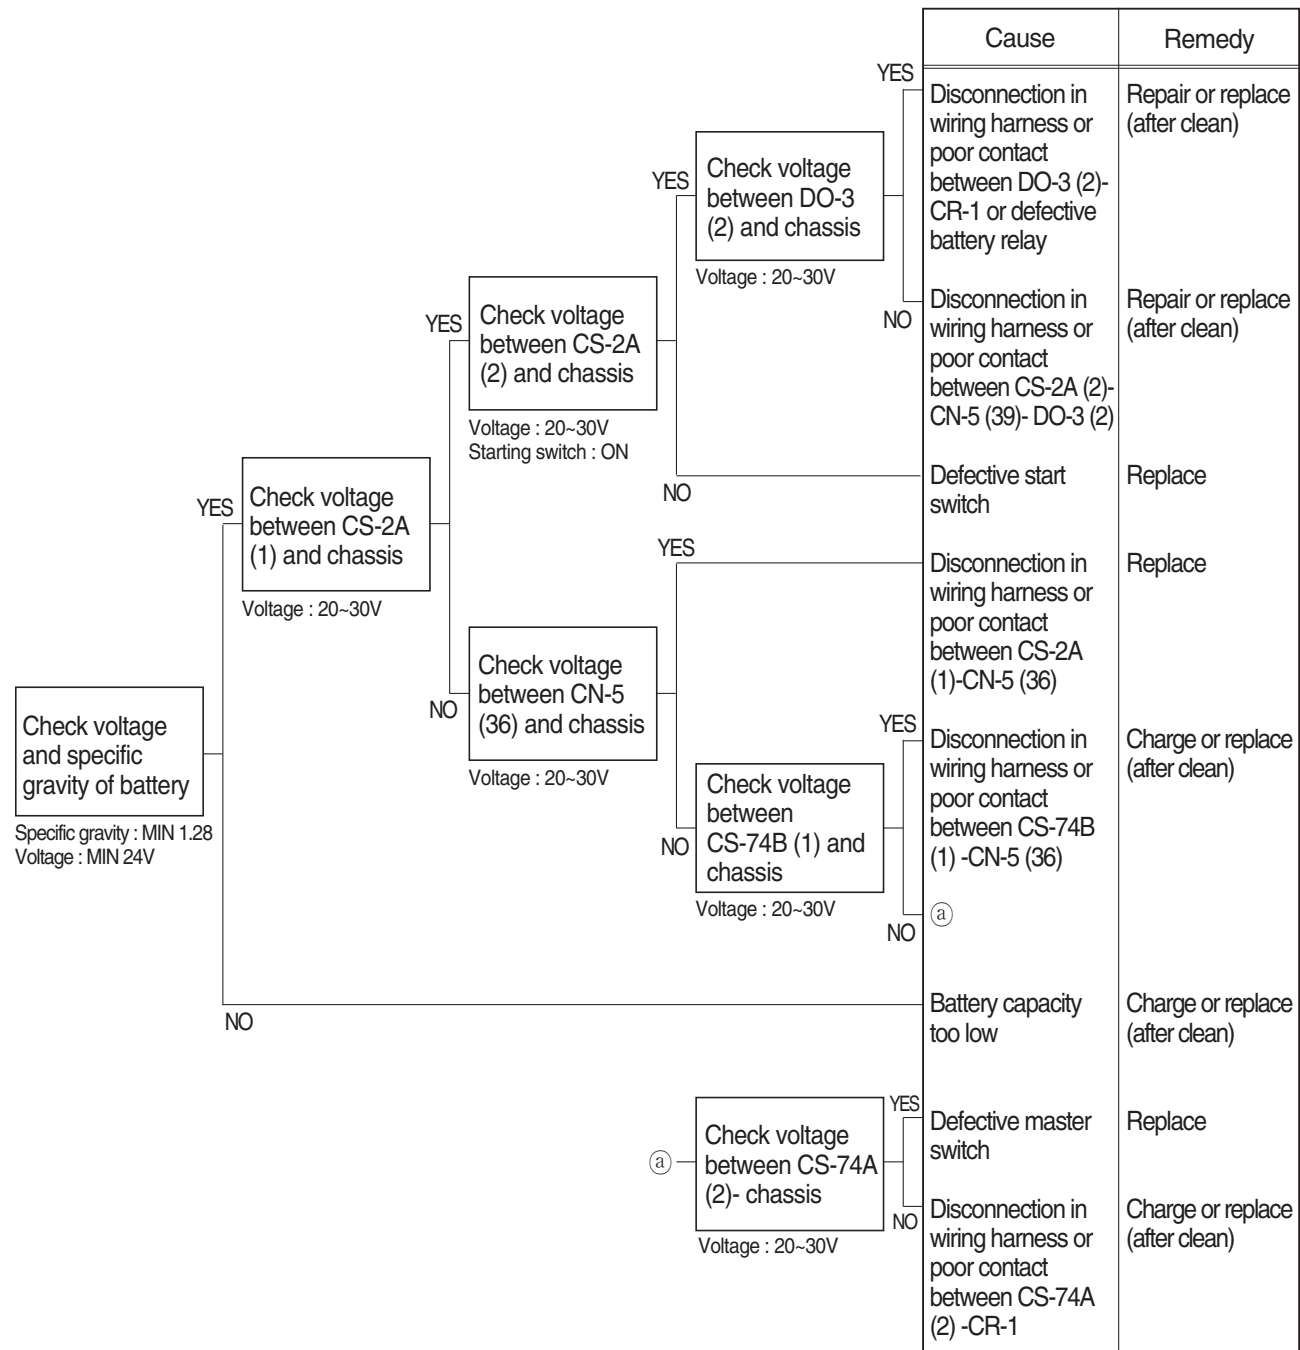 Cause
Remedy
YES
Disconnection in
wiring harness or
poor contact
between DO-3 (2)-
CR-1 or defective
battery relay
Repair or replace
(after clean)
YES
Check voltage
between DO-3
(2) and chassis
Voltage : 20~30V
NO
Disconnection in
wiring harness or
poor contact
between CS-2A (2)-
CN-5 (39)- DO-3 (2)
Repair or replace
(after clean)
YES
Check voltage
between CS-2A
(2) and chassis
Voltage : 20~30V
Starting switch : ON
NO
Defective start
switch
Replace
YES
Check voltage
between CS-2A
(1) and chassis
Voltage : 20~30V
YES
Disconnection in
wiring harness or
poor contact
between CS-2A
(1)-CN-5 (36)
Replace
NO
Check voltage
between CN-5
(36) and chassis
Voltage : 20~30V
YES
Disconnection in
wiring harness or
poor contact
between CS-74B
(1) -CN-5 (36)
Charge or replace
(after clean)
NO
Check voltage
between
CS-74B (1) and
chassis
Voltage : 20~30V
NO
ⓐ
Check voltage
and specific
gravity of battery
Specific gravity : MIN 1.28
Voltage : MIN 24V
NO
Battery capacity
too low
Charge or replace
(after clean)
ⓐ
Check voltage
between CS-74A
(2)- chassis
Voltage : 20~30V
YES
Defective master
switch
Replace
NO
Disconnection in
wiring harness or
poor contact
between CS-74A
(2) -CR-1
Charge or replace
(after clean)